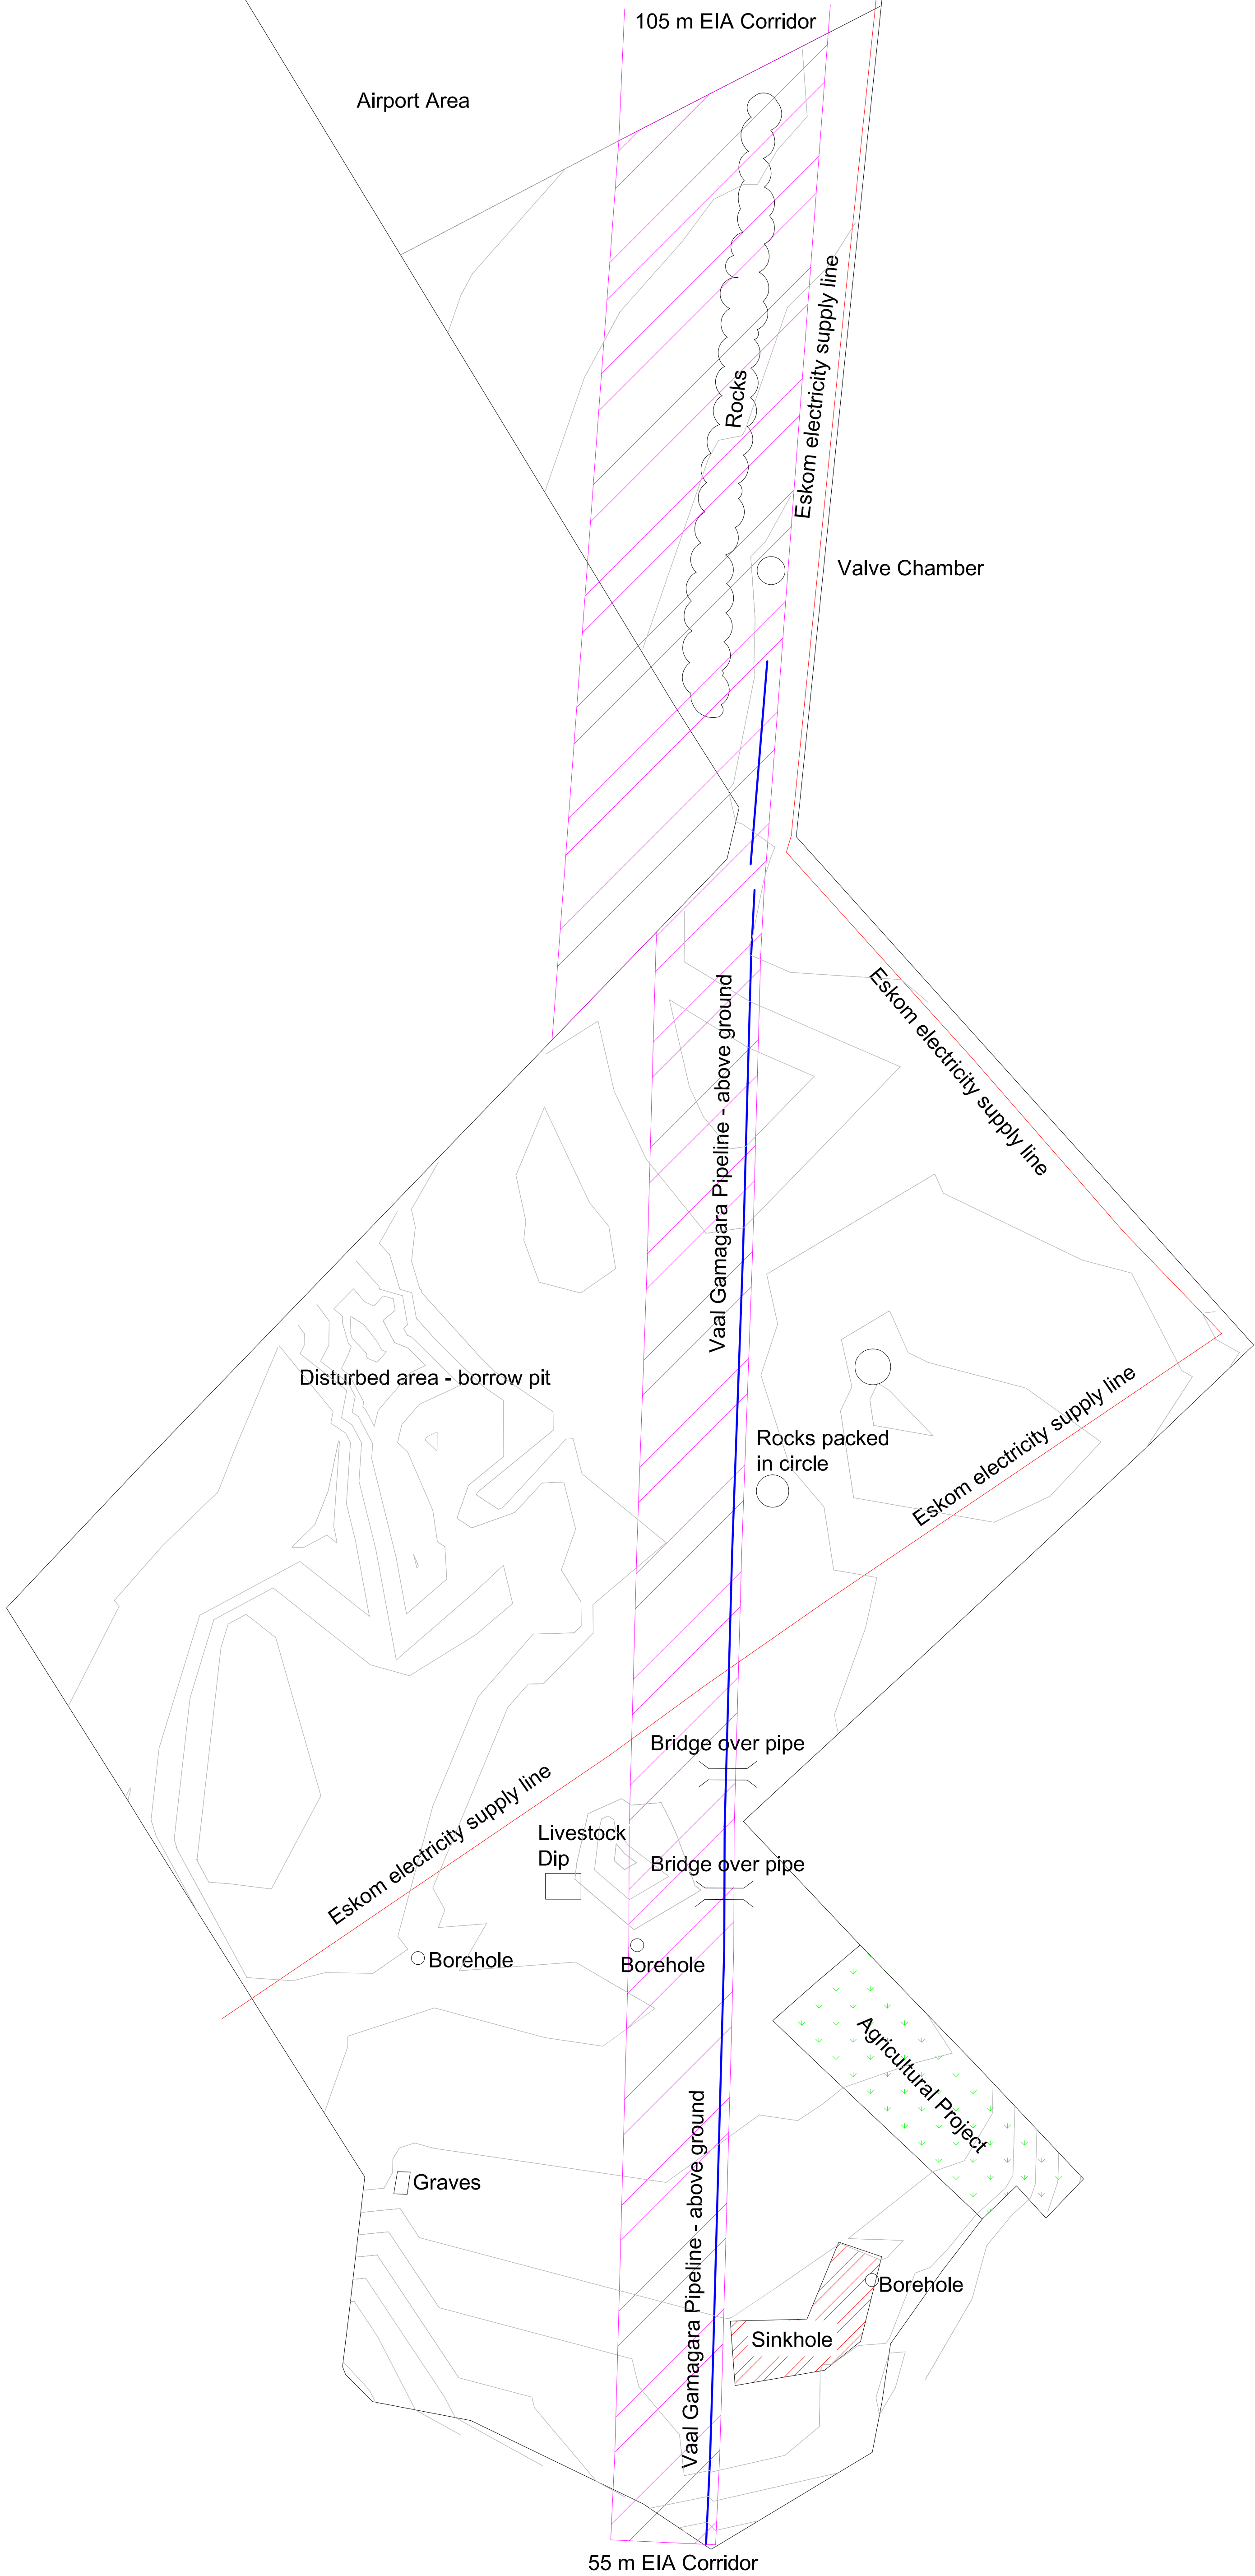 105 m EIA Corridor
Airport Area
Eskom electricity supply line
Rocks
Valve Chamber
Eskom electricity supply line
Vaal Gamagara Pipeline - above ground
Disturbed area - borrow pit
Eskom electricity supply line
Rocks packed
in circle
Bridge over pipe
Eskom electricity supply line
Livestock
Dip
Bridge over pipe
Borehole
Borehole
Agricultural Project
Vaal Gamagara Pipeline - above ground
Graves
Borehole
Sinkhole
55 m EIA Corridor